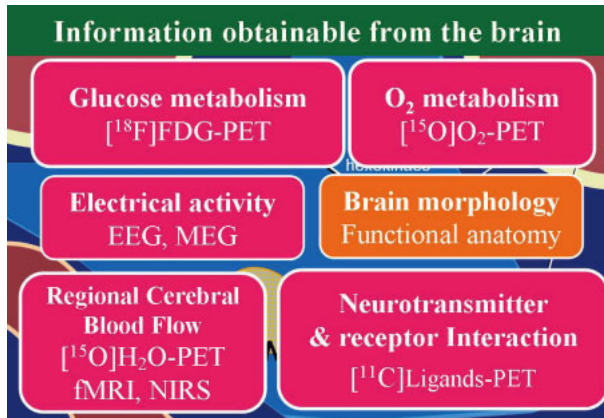 Information obtainable from the brain
Glucose metabolism
[¹⁸F]FDG-PET
O₂ metabolism
[¹⁵O]O₂-PET
hexokinase
Electrical activity
EEG, MEG
Brain morphology
Functional anatomy
Regional Cerebral
Blood Flow
[¹⁵O]H₂O-PET
fMRI, NIRS
Neurotransmitter
& receptor Interaction
[¹¹C]Ligands-PET